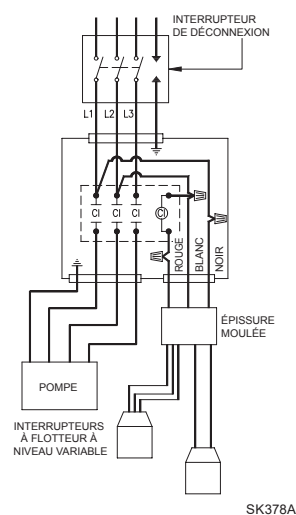 INTERRUPTEUR
DE DÉCONNEXION
L1 L2 L3
CI CI CI CI
ROUGE
BLANC
NOIR
ÉPISSURE
MOULÉE
POMPE
INTERRUPTEURS
À FLOTTEUR À
NIVEAU VARIABLE
SK378A